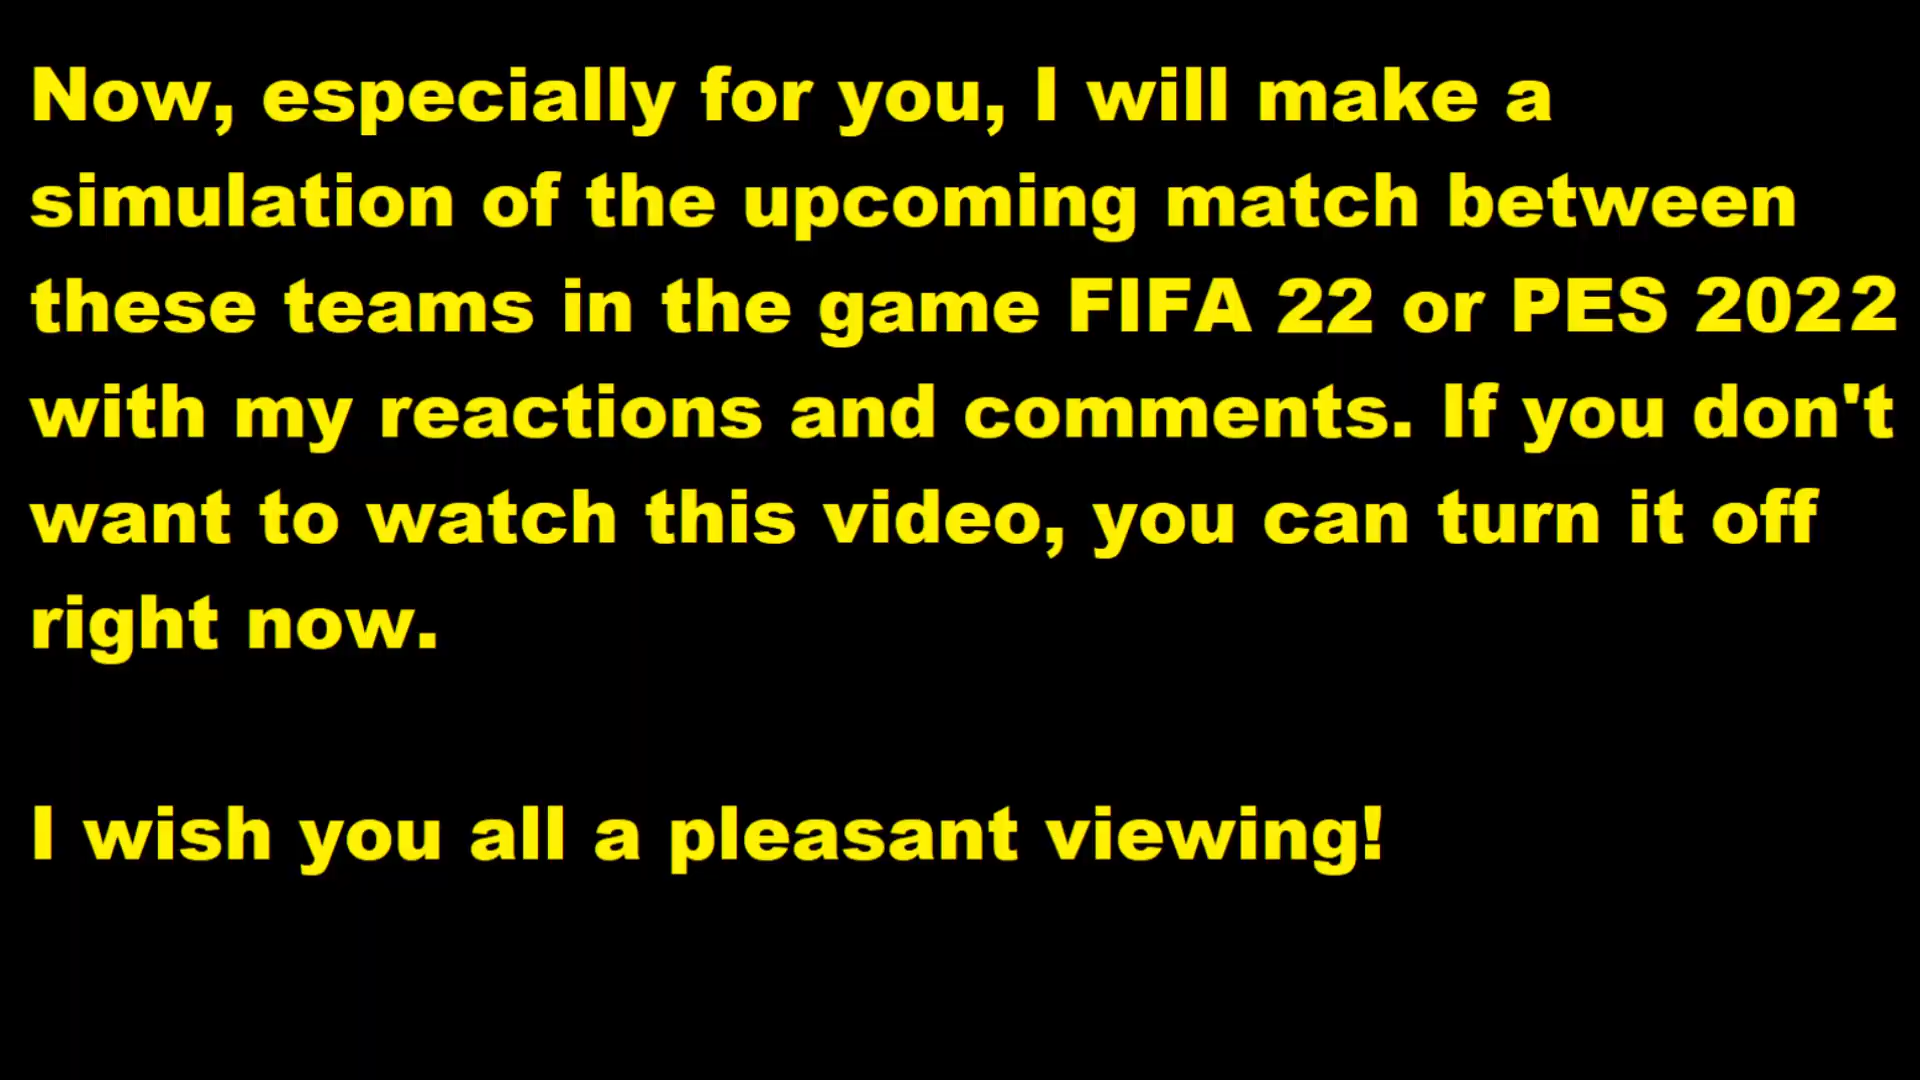 Now, especially for you, I will make a
simulation of the upcoming match between
these teams in the game FIFA 22 or PES 2022
with my reactions and comments. If you don't
want to watch this video, you can turn it off
right now.
I wish you all a pleasant viewing!